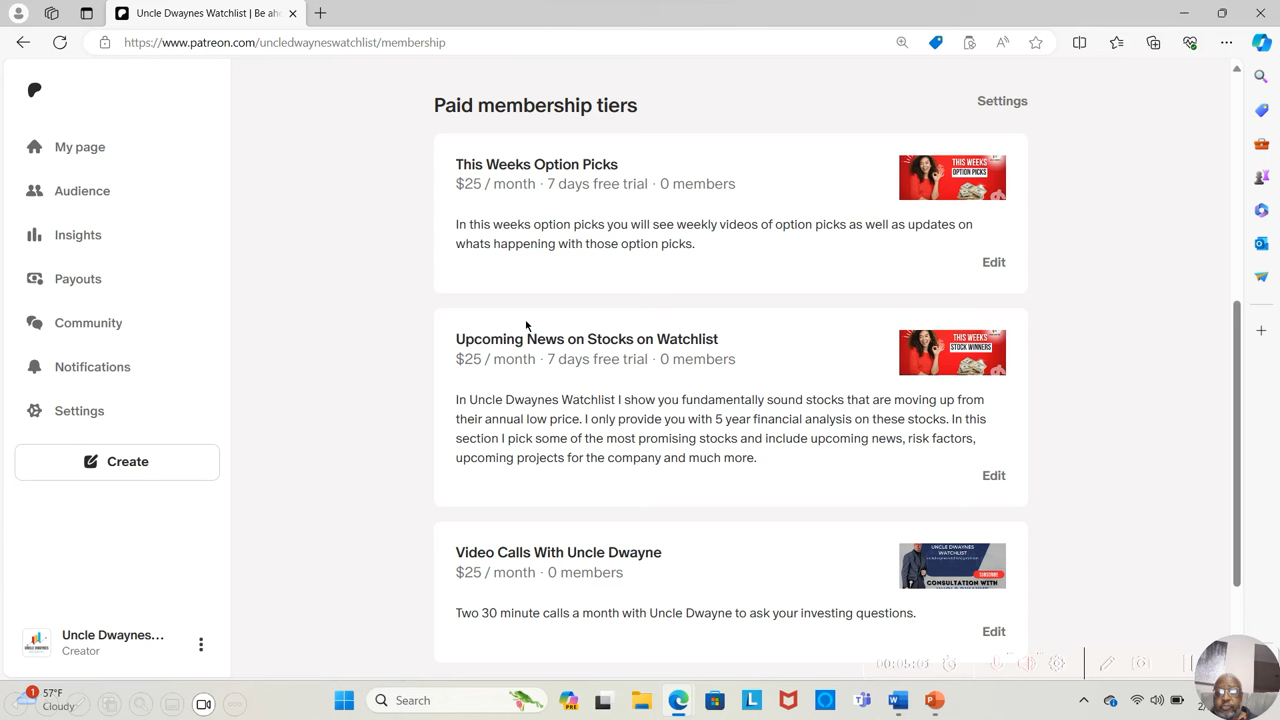 Uncle Dwaynes Watchlist | Be ahe
https://www.patreon.com/uncledwayneswatchlist/membership
My page
Audience
Insights
Payouts
Community
Notifications
Settings
Create
Uncle Dwaynes…
Creator
Paid membership tiers
Settings
This Weeks Option Picks
$25 / month · 7 days free trial · 0 members
THIS WEEKS
OPTION PICKS
In this weeks option picks you will see weekly videos of option picks as well as updates on
whats happening with those option picks.
Edit
Upcoming News on Stocks on Watchlist
$25 / month · 7 days free trial · 0 members
THIS WEEKS
STOCK WINNERS
In Uncle Dwaynes Watchlist I show you fundamentally sound stocks that are moving up from
their annual low price. I only provide you with 5 year financial analysis on these stocks. In this
section I pick some of the most promising stocks and include upcoming news, risk factors,
upcoming projects for the company and much more.
Edit
Video Calls With Uncle Dwayne
$25 / month · 0 members
UNCLE DWAYNES
WATCHLIST
SUBSCRIBE
CONSULTATION WITH
Two 30 minute calls a month with Uncle Dwayne to ask your investing questions.
Edit
00:05:03
1
57°F
Cloudy
Search